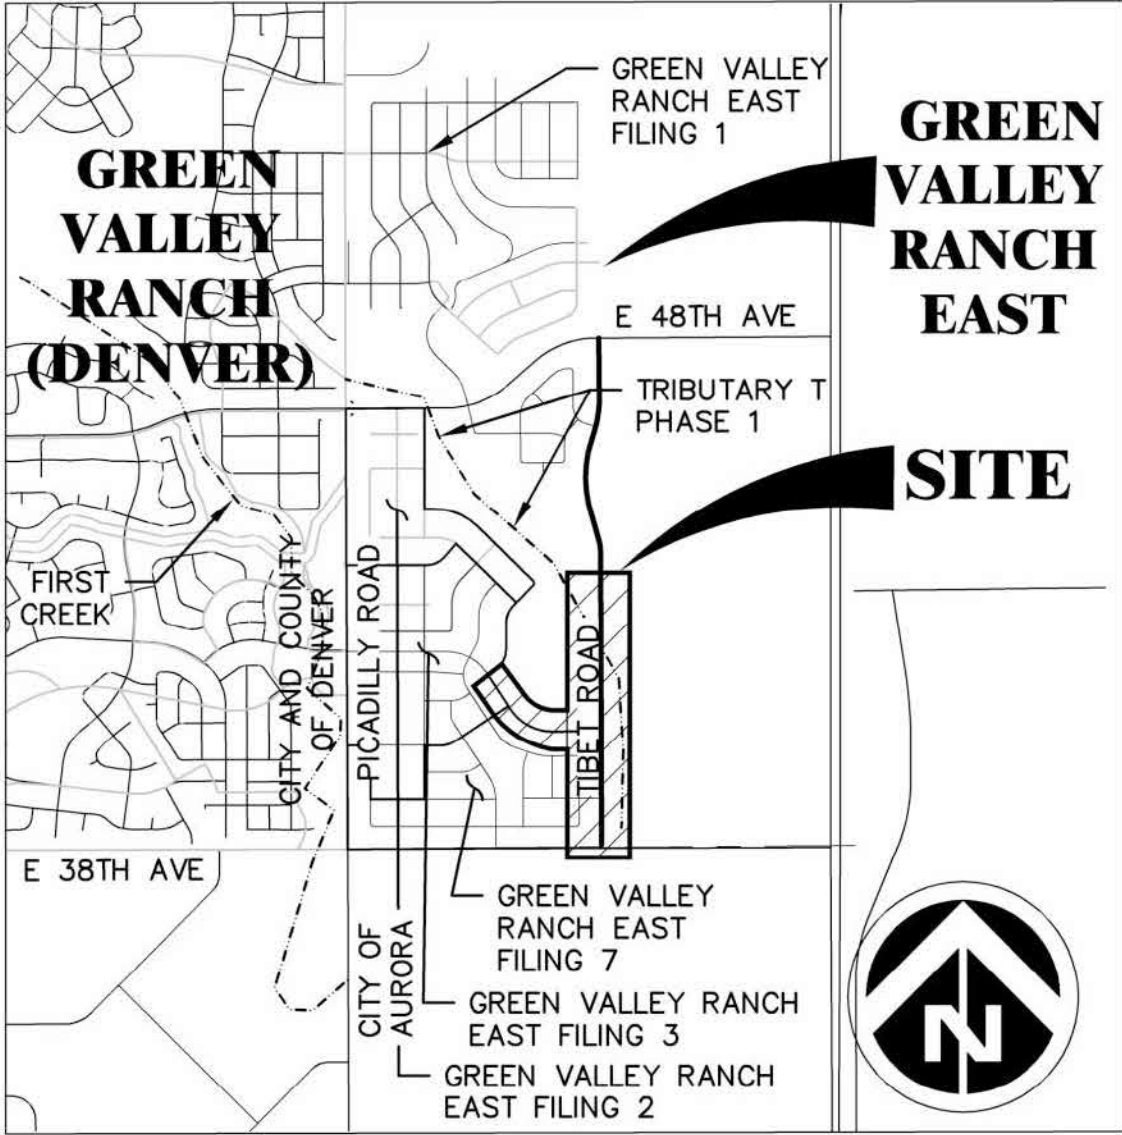 GREEN VALLEY
RANCH EAST
FILING 1
GREEN
VALLEY
RANCH
EAST
GREEN
VALLEY
RANCH
(DENVER)
E 48TH AVE
TRIBUTARY T
PHASE 1
SITE
FIRST
CREEK
CITY AND COUNTY
OF DENVER
PICADILLY ROAD
TIBET ROAD
E 38TH AVE
CITY OF
AURORA
GREEN VALLEY
RANCH EAST
FILING 7
GREEN VALLEY RANCH
EAST FILING 3
GREEN VALLEY RANCH
EAST FILING 2
N